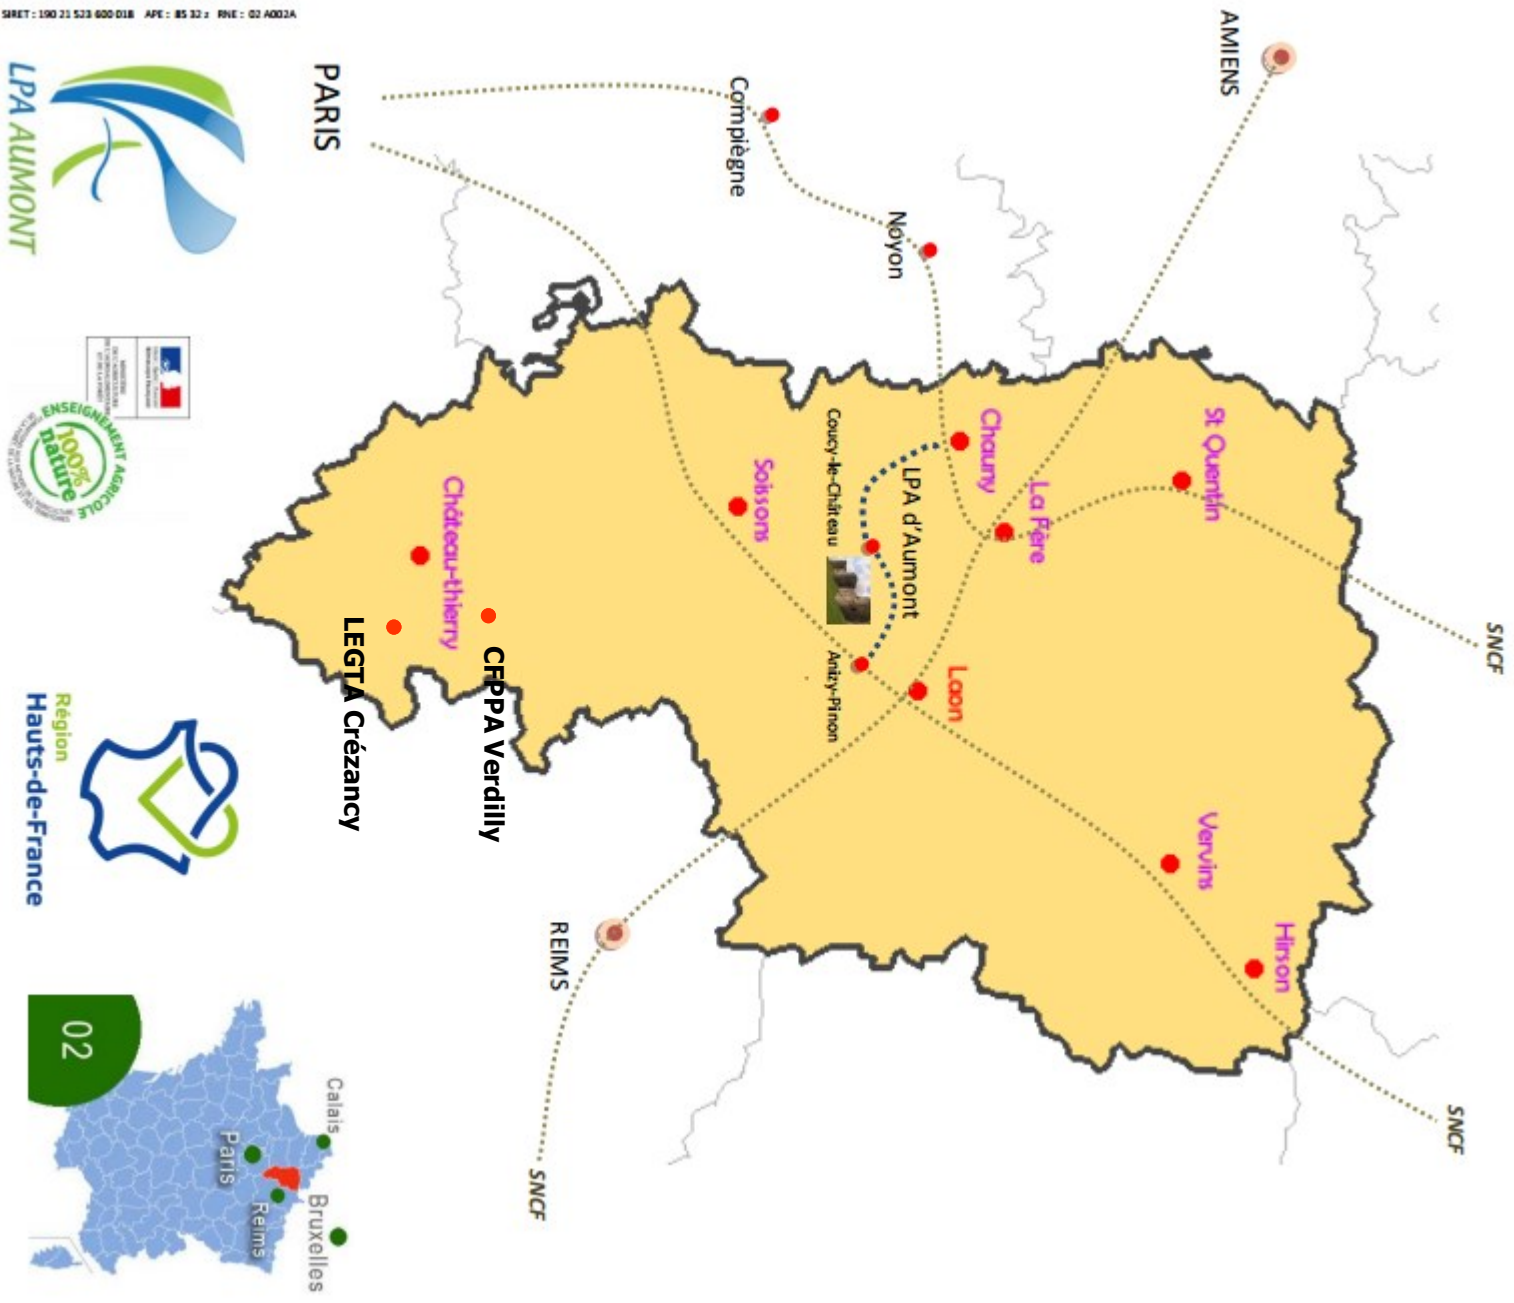 SIRET : 190 21 523 600 018 APE : 85 32 z RNE : 02 A002A
AMIENS
SNCF
St Quentin
Hirson
Vervins
SNCF
La Fère
Chauny
Noyon
Laon
LPA d'Aumont
Coucy-le-Château
Anizy-Pinon
Compiègne
Soissons
REIMS
SNCF
CFPPA Verdilly
Château-thierry
LEGTA Crézancy
PARIS
LPA AUMONT
ENSEIGNEMENT AGRICOLE
100%
nature
Région
Hauts-de-France
Calais
Bruxelles
Paris
Reims
02